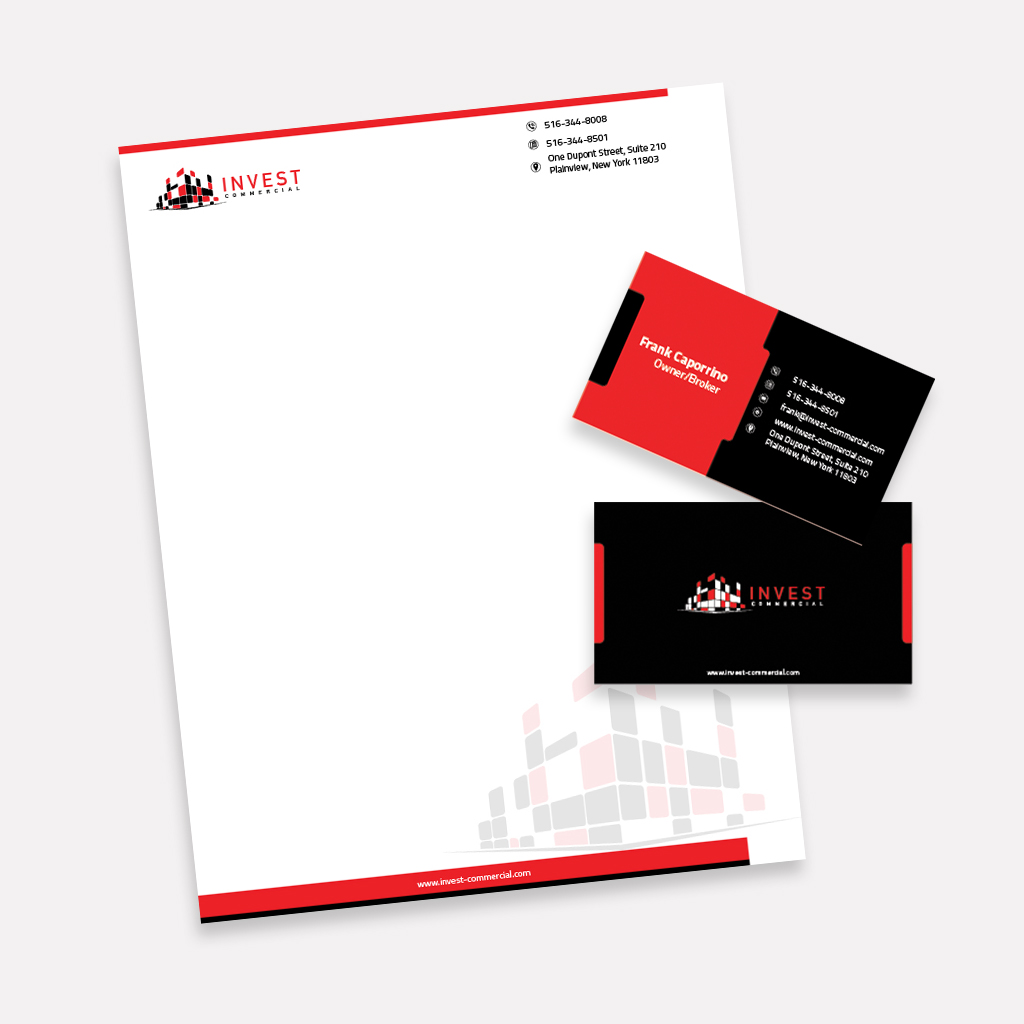 INVEST
COMMERCIAL
516-344-8008
516-344-8501
One Dupont Street, Suite 210
Plainview, New York 11803
www.invest-commercial.com
Frank Caporrino
Owner/Broker
516-344-8008
516-344-8501
frank@invest-commercial.com
www.invest-commercial.com
One Dupont Street, Suite 210
Plainview, New York 11803
INVEST
COMMERCIAL
www.invest-commercial.com